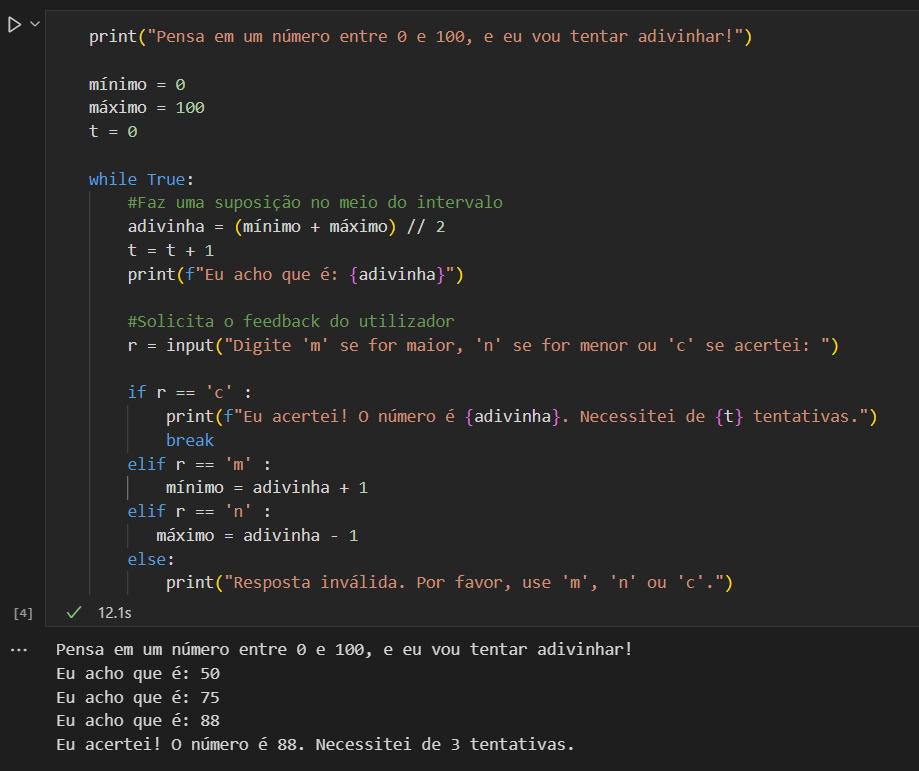 print("Pensa em um número entre 0 e 100, e eu vou tentar adivinhar!")
mínimo = 0
máximo = 100
t = 0
while True:
#Faz uma suposição no meio do intervalo
adivinha = (mínimo + máximo) // 2
t = t + 1
print(f"Eu acho que é: {adivinha}")
#Solicita o feedback do utilizador
r = input("Digite 'm' se for maior, 'n' se for menor ou 'c' se acertei: ")
if r == 'c' :
print(f"Eu acertei! O número é {adivinha}. Necessitei de {t} tentativas.")
break
elif r == 'm' :
mínimo = adivinha + 1
elif r == 'n' :
máximo = adivinha - 1
else:
print("Resposta inválida. Por favor, use 'm', 'n' ou 'c'.")
[4] ✓ 12.1s
... Pensa em um número entre 0 e 100, e eu vou tentar adivinhar!
Eu acho que é: 50
Eu acho que é: 75
Eu acho que é: 88
Eu acertei! O número é 88. Necessitei de 3 tentativas.